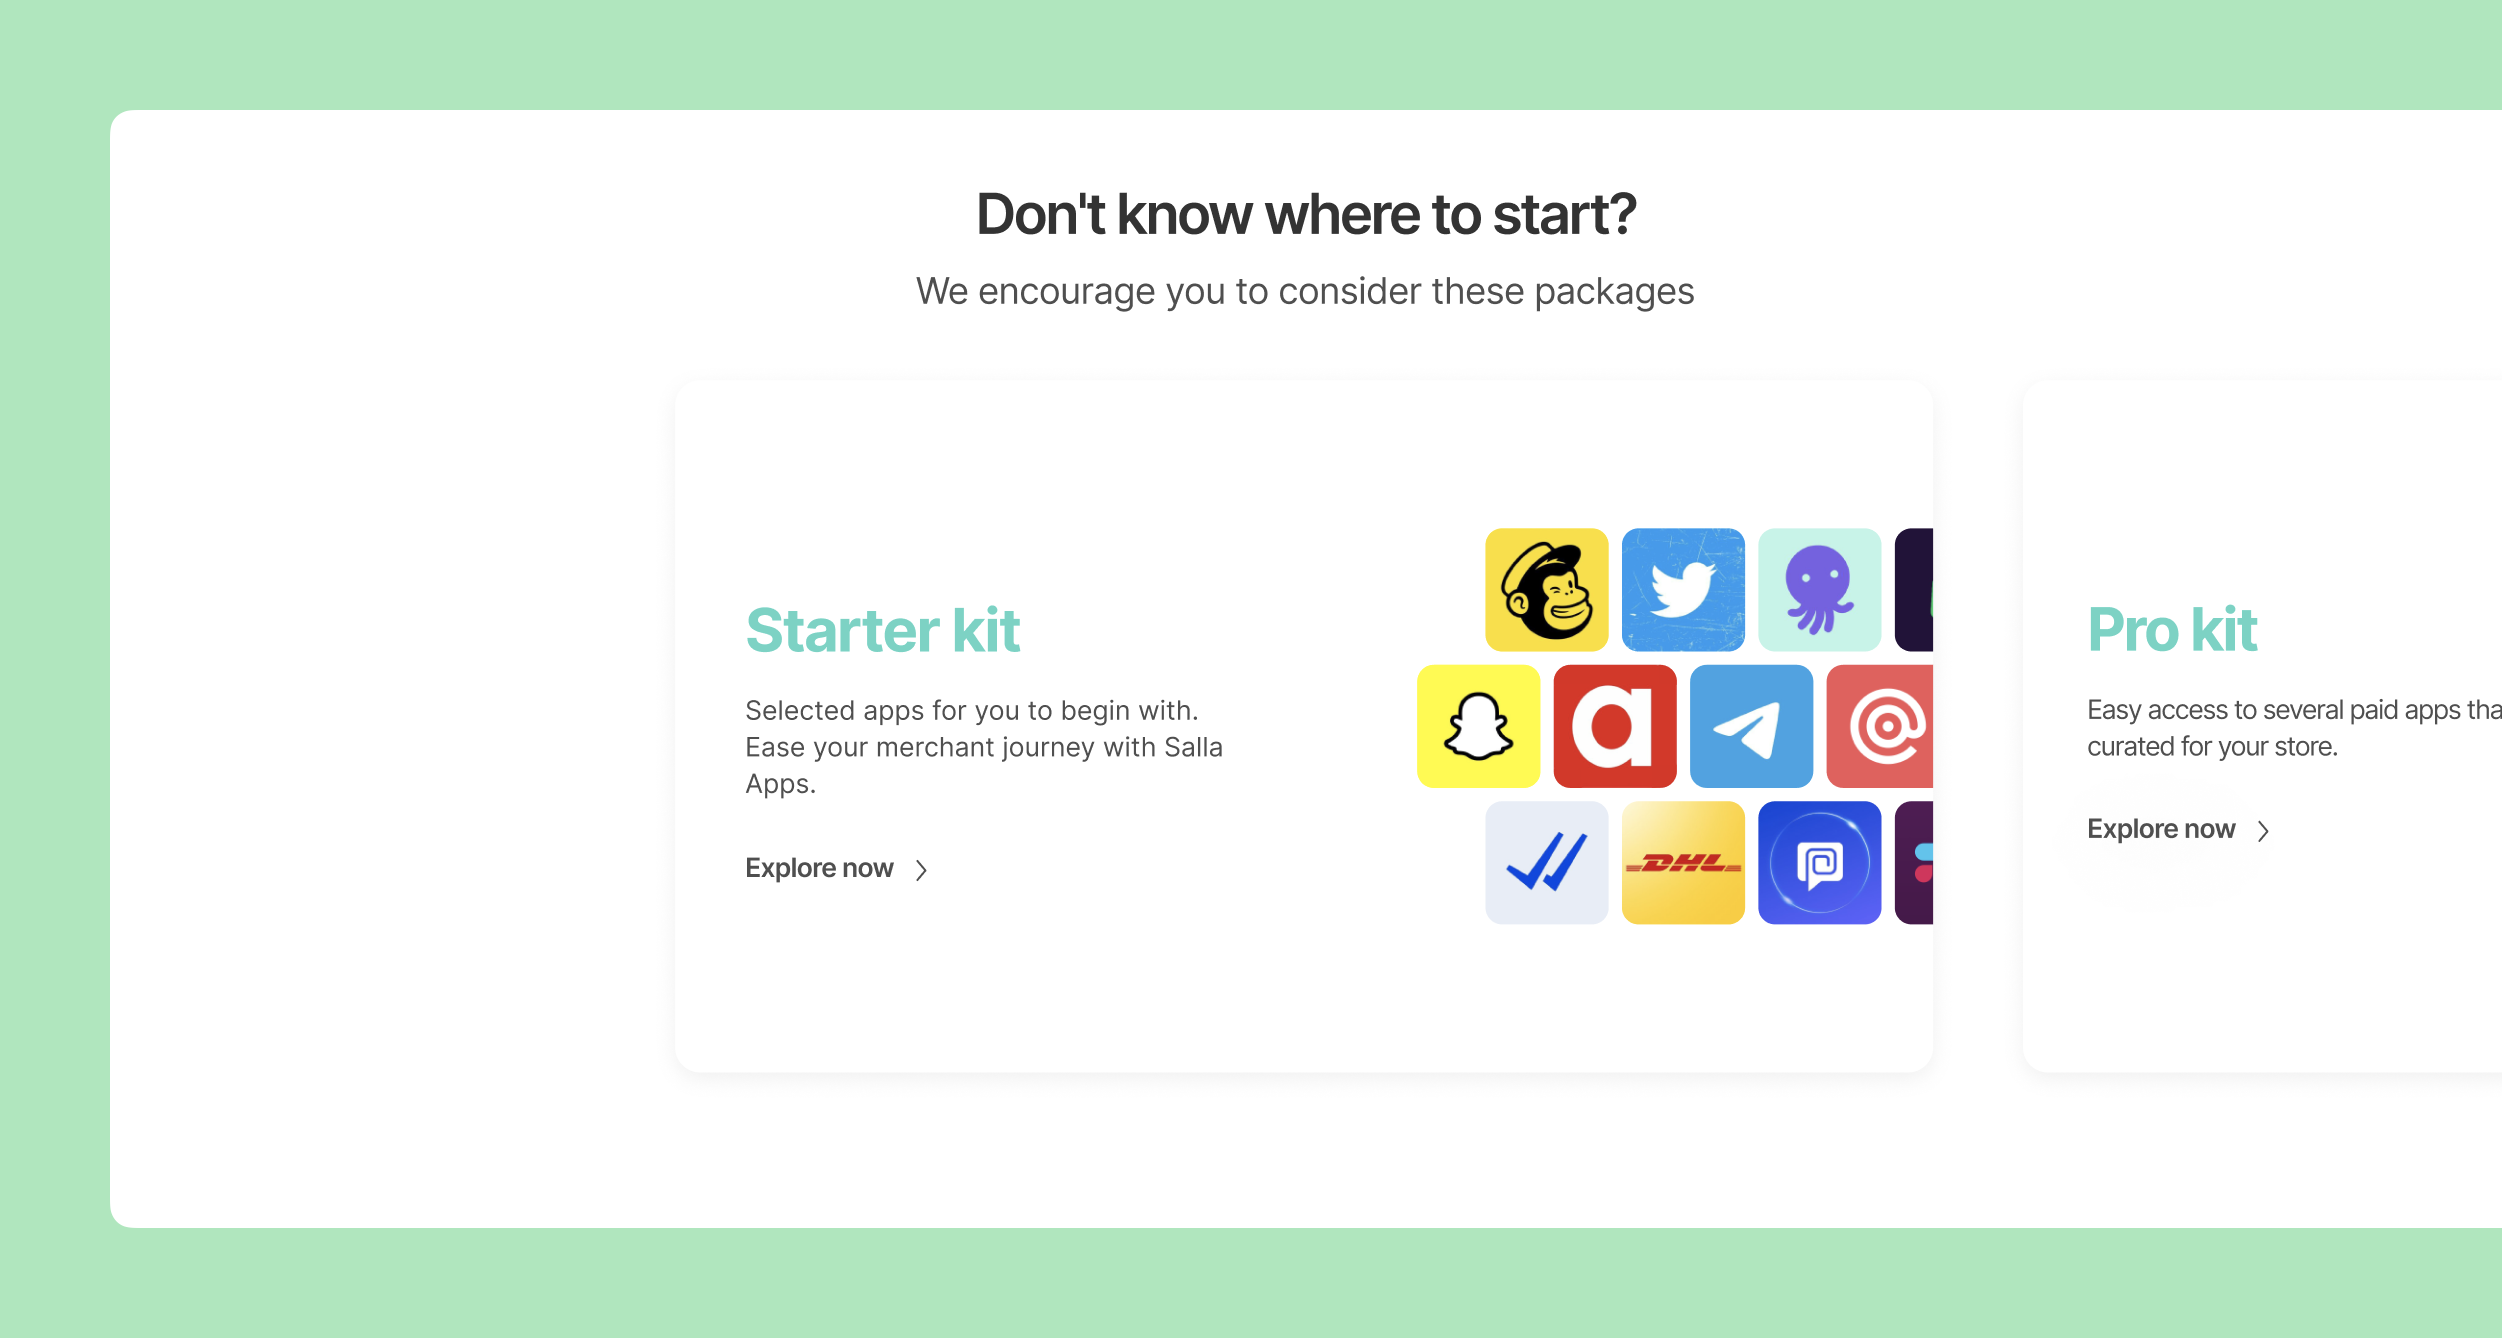 Don't know where to start?
We encourage you to consider these packages
Starter kit
Selected apps for you to begin with.
Ease your merchant journey with Salla
Apps.
Explore now
DHL
Pro kit
Easy access to several paid apps
curated for your store.
Explore now